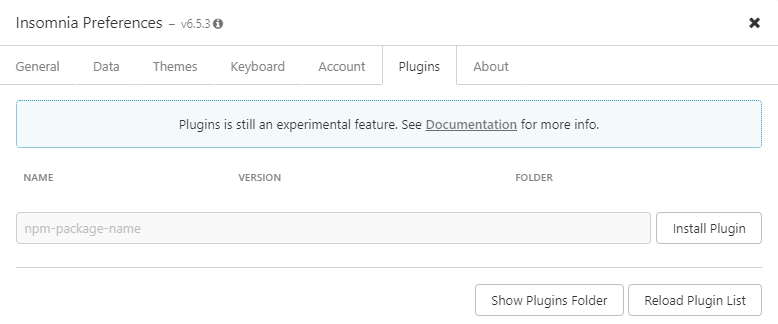 Insomnia Preferences – v6.5.3
General Data Themes Keyboard Account Plugins About
Plugins is still an experimental feature. See Documentation for more info.
NAME VERSION FOLDER
npm-package-name Install Plugin
Show Plugins Folder Reload Plugin List